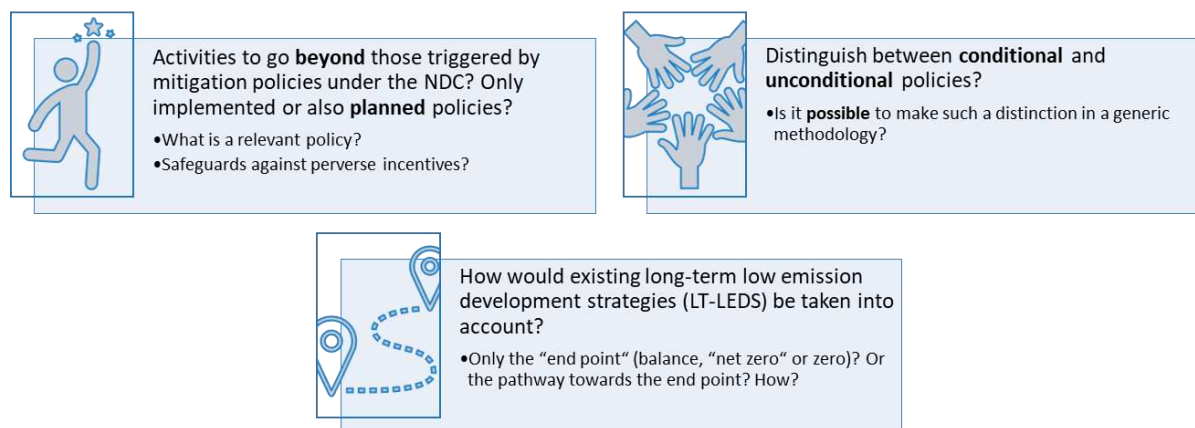 Activities to go beyond those triggered by
mitigation policies under the NDC? Only
implemented or also planned policies?
•What is a relevant policy?
•Safeguards against perverse incentives?
Distinguish between conditional and
unconditional policies?
•Is it possible to make such a distinction in a generic
methodology?
How would existing long-term low emission
development strategies (LT-LEDS) be taken into
account?
•Only the “end point“ (balance, “net zero“ or zero)? Or
the pathway towards the end point? How?